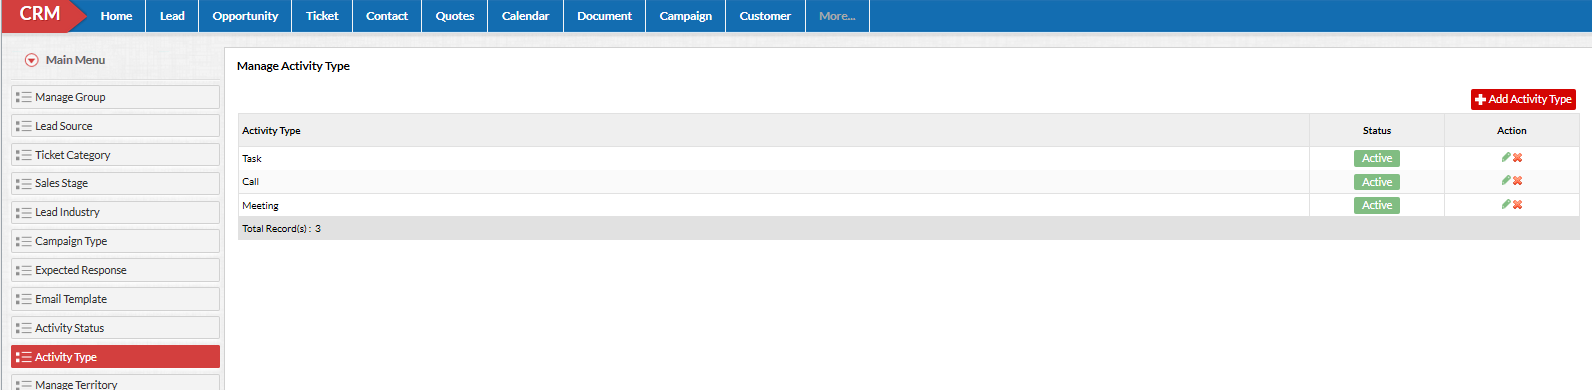 CRM Home Lead Opportunity Ticket Contact Quotes Calendar Document Campaign Customer More...
Main Menu
Manage Group
Lead Source
Ticket Category
Sales Stage
Lead Industry
Campaign Type
Expected Response
Email Template
Activity Status
Activity Type
Manage Territory
Manage Activity Type
Add Activity Type
Activity Type Status Action
Task Active
Call Active
Meeting Active
Total Record(s) : 3